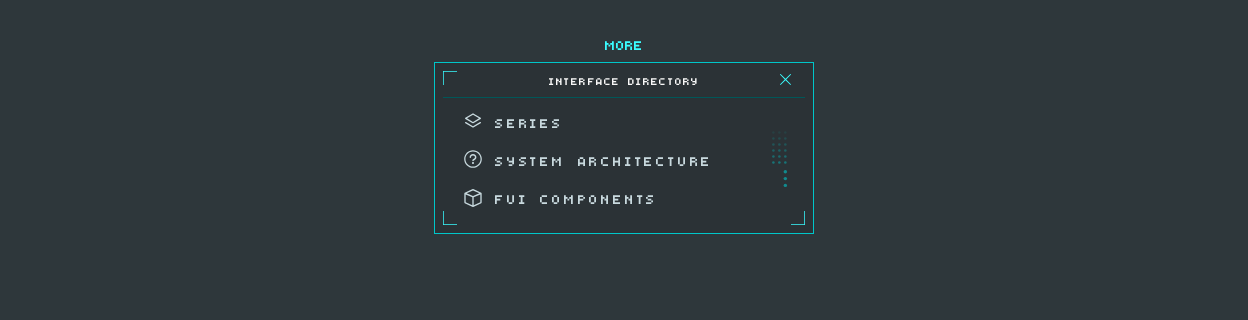 MORE
INTERFACE DIRECTORY
SERIES
SYSTEM ARCHITECTURE
FUI COMPONENTS